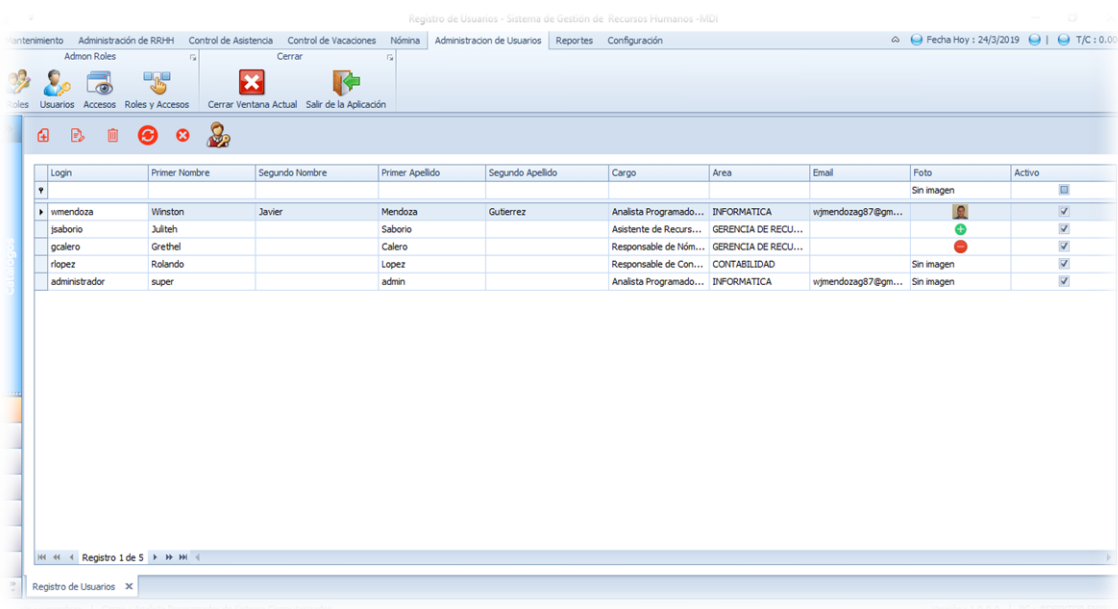 Registro de Usuarios - Sistema de Gestion de Recursos Humanos -MDI
Mantenimiento Administración de RRHH Control de Asistencia Control de Vacaciones Nómina Administracion de Usuarios Reportes Configuración Fecha Hoy : 24/3/2019 | T/C : 0.00
Admon Roles Cerrar
Roles Usuarios Accesos Roles y Accesos Cerrar Ventana Actual Salir de la Aplicación
Login Primer Nombre Segundo Nombre Primer Apellido Segundo Apellido Cargo Area Email Foto Activo
Sin imagen
wmendoza Winston Javier Mendoza Gutierrez Analista Programado... INFORMATICA wjmendozag87@gm...
jsaborio Juliteh Saborio Asistente de Recurs... GERENCIA DE RECU...
gcalero Grethel Calero Responsable de Nóm... GERENCIA DE RECU...
rlopez Rolando Lopez Responsable de Con... CONTABILIDAD Sin imagen
administrador super admin Analista Programado... INFORMATICA wjmendozag87@gm... Sin imagen
Catálogo
Registro 1 de 5
Registro de Usuarios